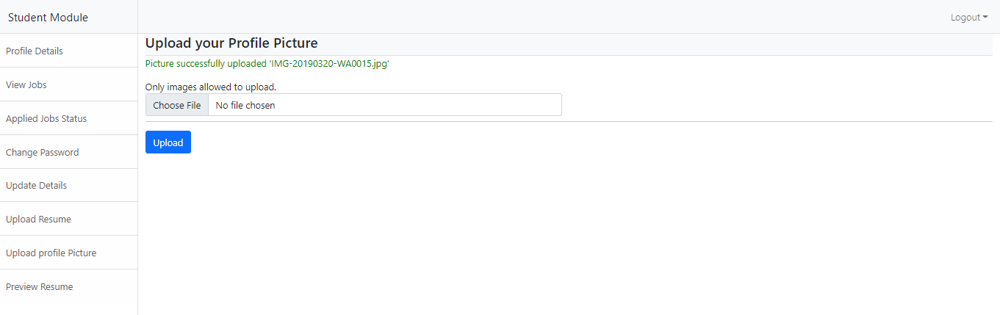 Student Module
Logout
Profile Details
View Jobs
Applied Jobs Status
Change Password
Update Details
Upload Resume
Upload profile Picture
Preview Resume
Upload your Profile Picture
Picture successfully uploaded 'IMG-20190320-WA0015.jpg'
Only images allowed to upload.
Choose File No file chosen
Upload